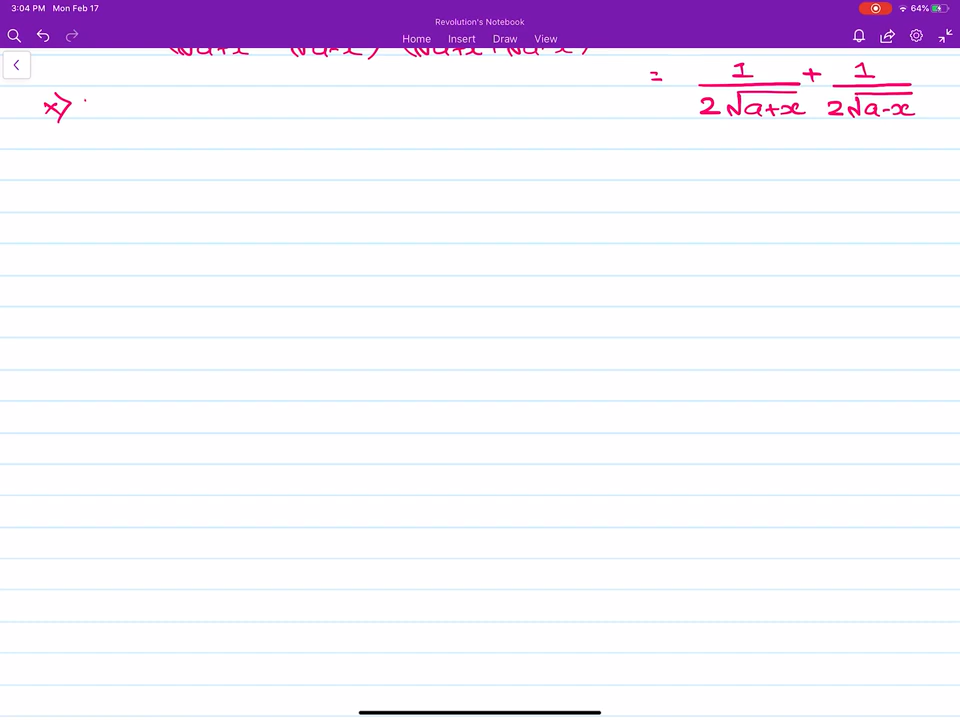 3:04 PM Mon Feb 17
Revolution's Notebook
64%
Home Insert Draw View
= 1/(2√(a+x)) + 1/(2√(a-x))
x>